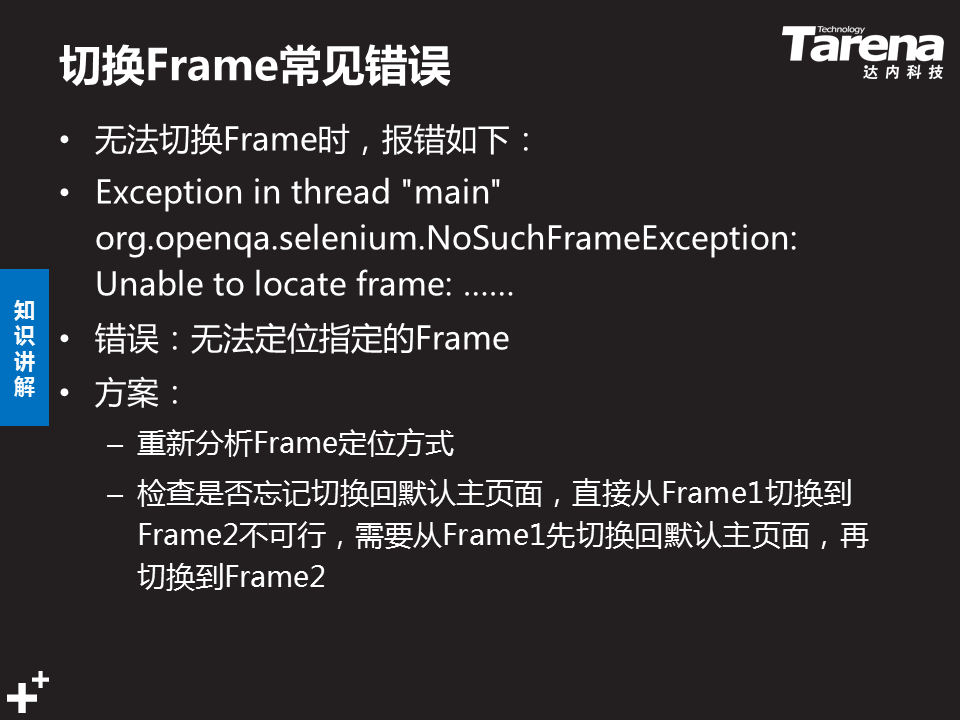 切换Frame常见错误
Technology
Tarena
达内科技
• 无法切换Frame时，报错如下：
• Exception in thread "main"
org.openqa.selenium.NoSuchFrameException:
Unable to locate frame: ……
知识讲解
• 错误：无法定位指定的Frame
• 方案：
– 重新分析Frame定位方式
– 检查是否忘记切换回默认主页面，直接从Frame1切换到
Frame2不可行，需要从Frame1先切换回默认主页面，再
切换到Frame2